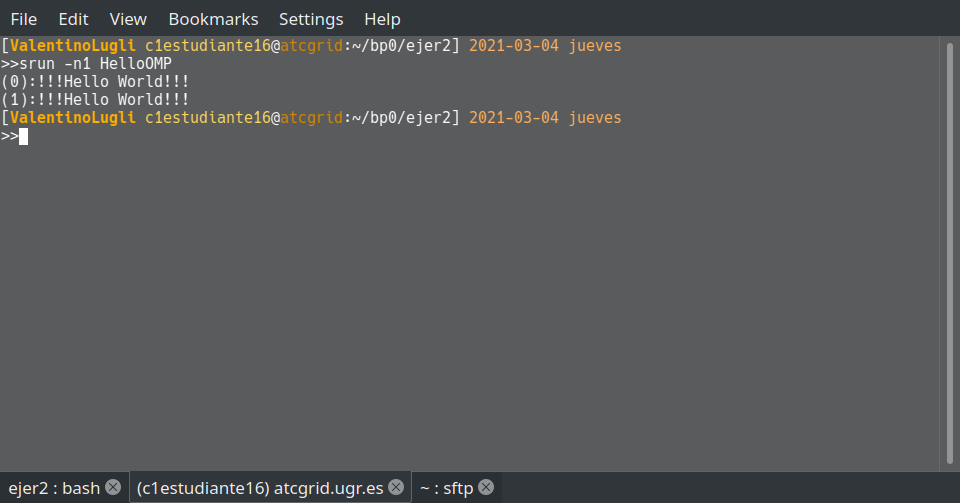 File Edit View Bookmarks Settings Help
[ValentinoLugli c1estudiante16@atcgrid:~/bp0/ejer2] 2021-03-04 jueves
>>srun -n1 HelloOMP
(0):!!!Hello World!!!
(1):!!!Hello World!!!
[ValentinoLugli c1estudiante16@atcgrid:~/bp0/ejer2] 2021-03-04 jueves
>>
ejer2 : bash (c1estudiante16) atcgrid.ugr.es ~ : sftp